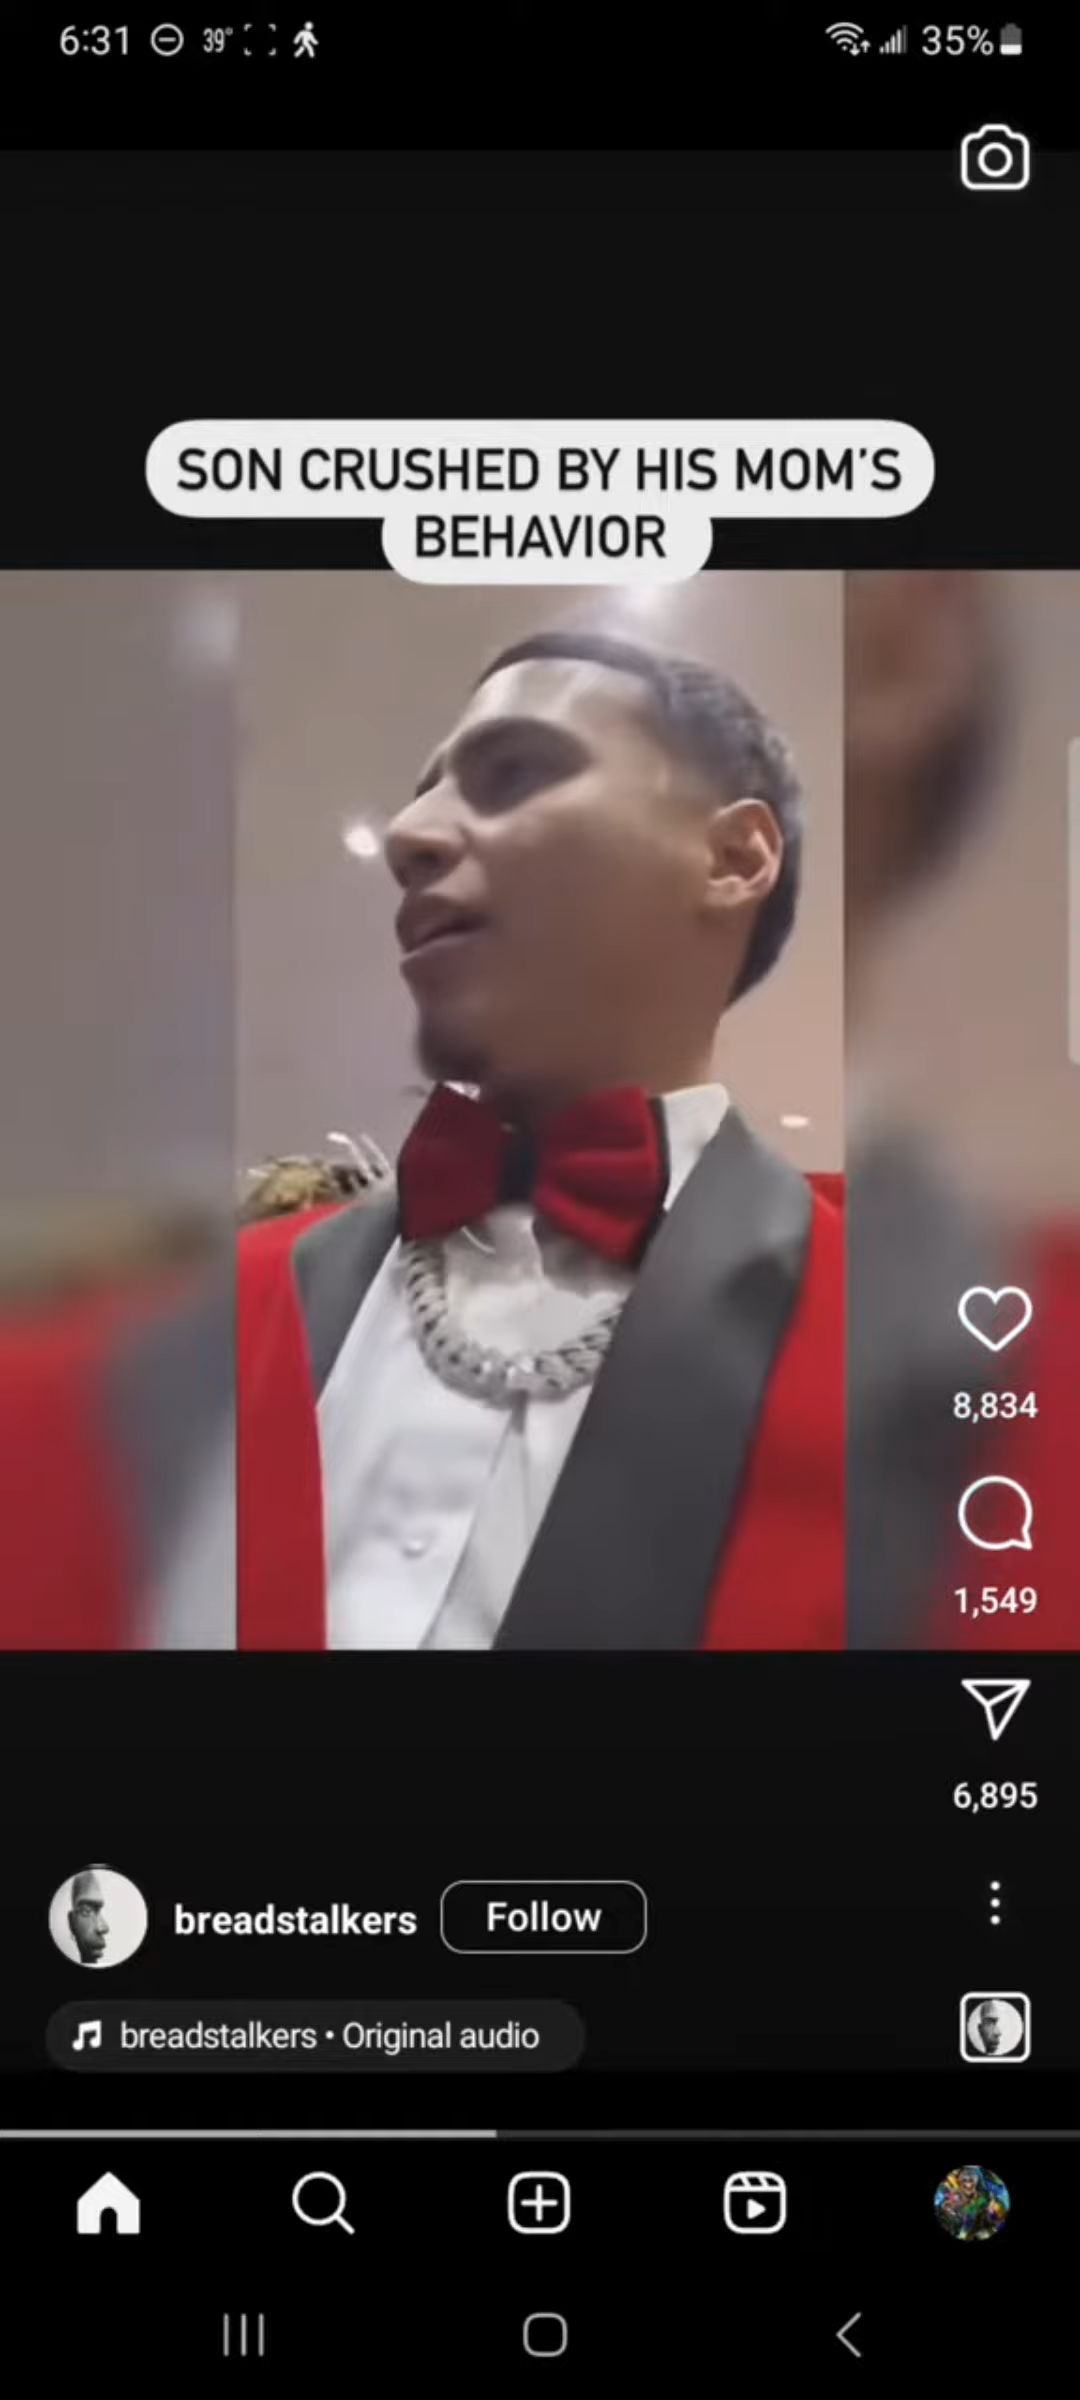 6:31 39° 35%
SON CRUSHED BY HIS MOM'S
BEHAVIOR
8,834
1,549
6,895
breadstalkers Follow
breadstalkers • Original audio